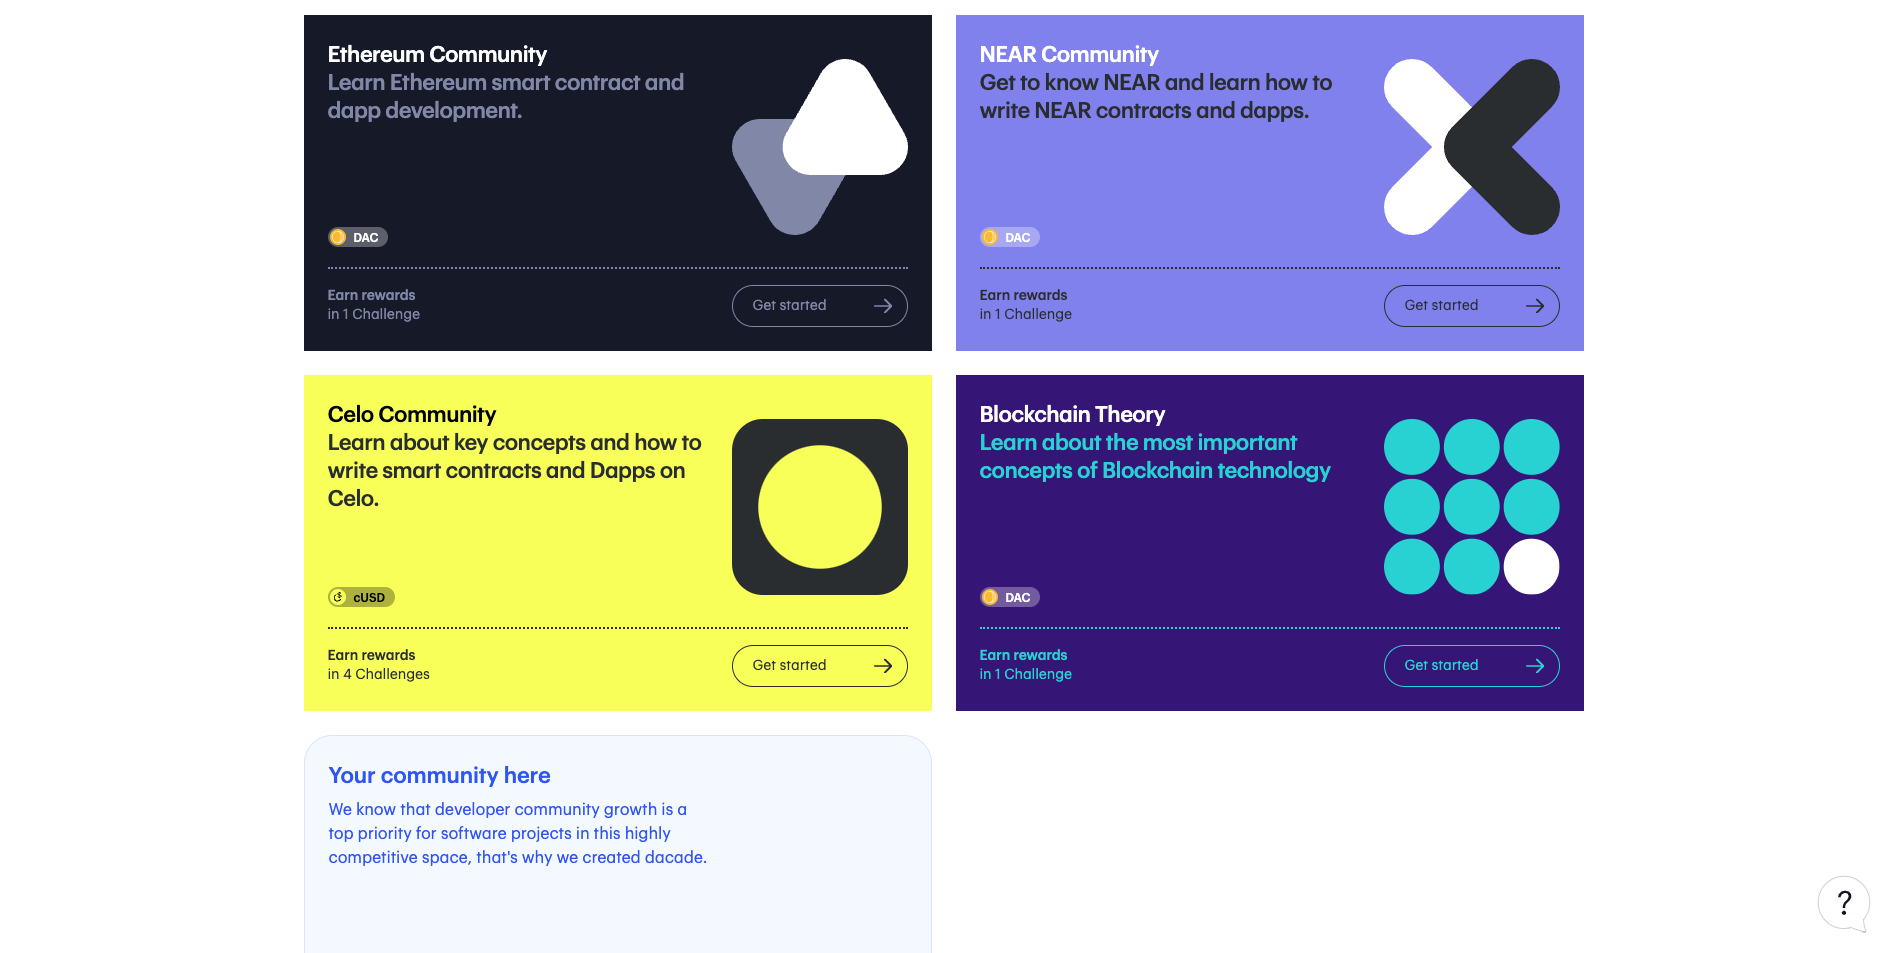 Ethereum Community
Learn Ethereum smart contract and
dapp development.
DAC
Earn rewards
in 1 Challenge
Get started
NEAR Community
Get to know NEAR and learn how to
write NEAR contracts and dapps.
DAC
Earn rewards
in 1 Challenge
Get started
Celo Community
Learn about key concepts and how to
write smart contracts and Dapps on
Celo.
cUSD
Earn rewards
in 4 Challenges
Get started
Blockchain Theory
Learn about the most important
concepts of Blockchain technology
DAC
Earn rewards
in 1 Challenge
Get started
Your community here
We know that developer community growth is a
top priority for software projects in this highly
competitive space, that's why we created dacade.
?